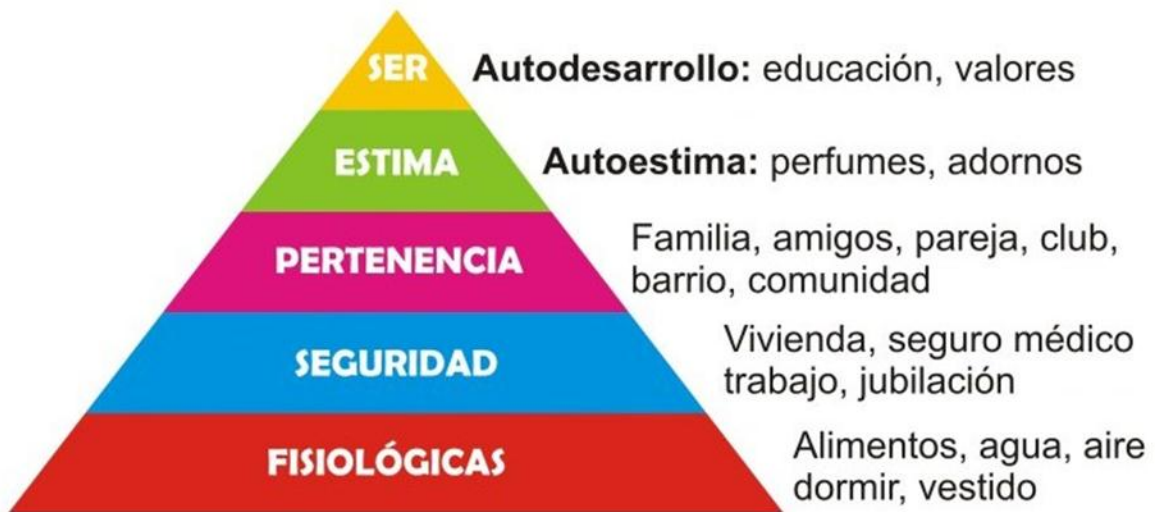 SER
Autodesarrollo: educación, valores
ESTIMA
Autoestima: perfumes, adornos
PERTENENCIA
Familia, amigos, pareja, club,
barrio, comunidad
SEGURIDAD
Vivienda, seguro médico
trabajo, jubilación
FISIOLÓGICAS
Alimentos, agua, aire
dormir, vestido